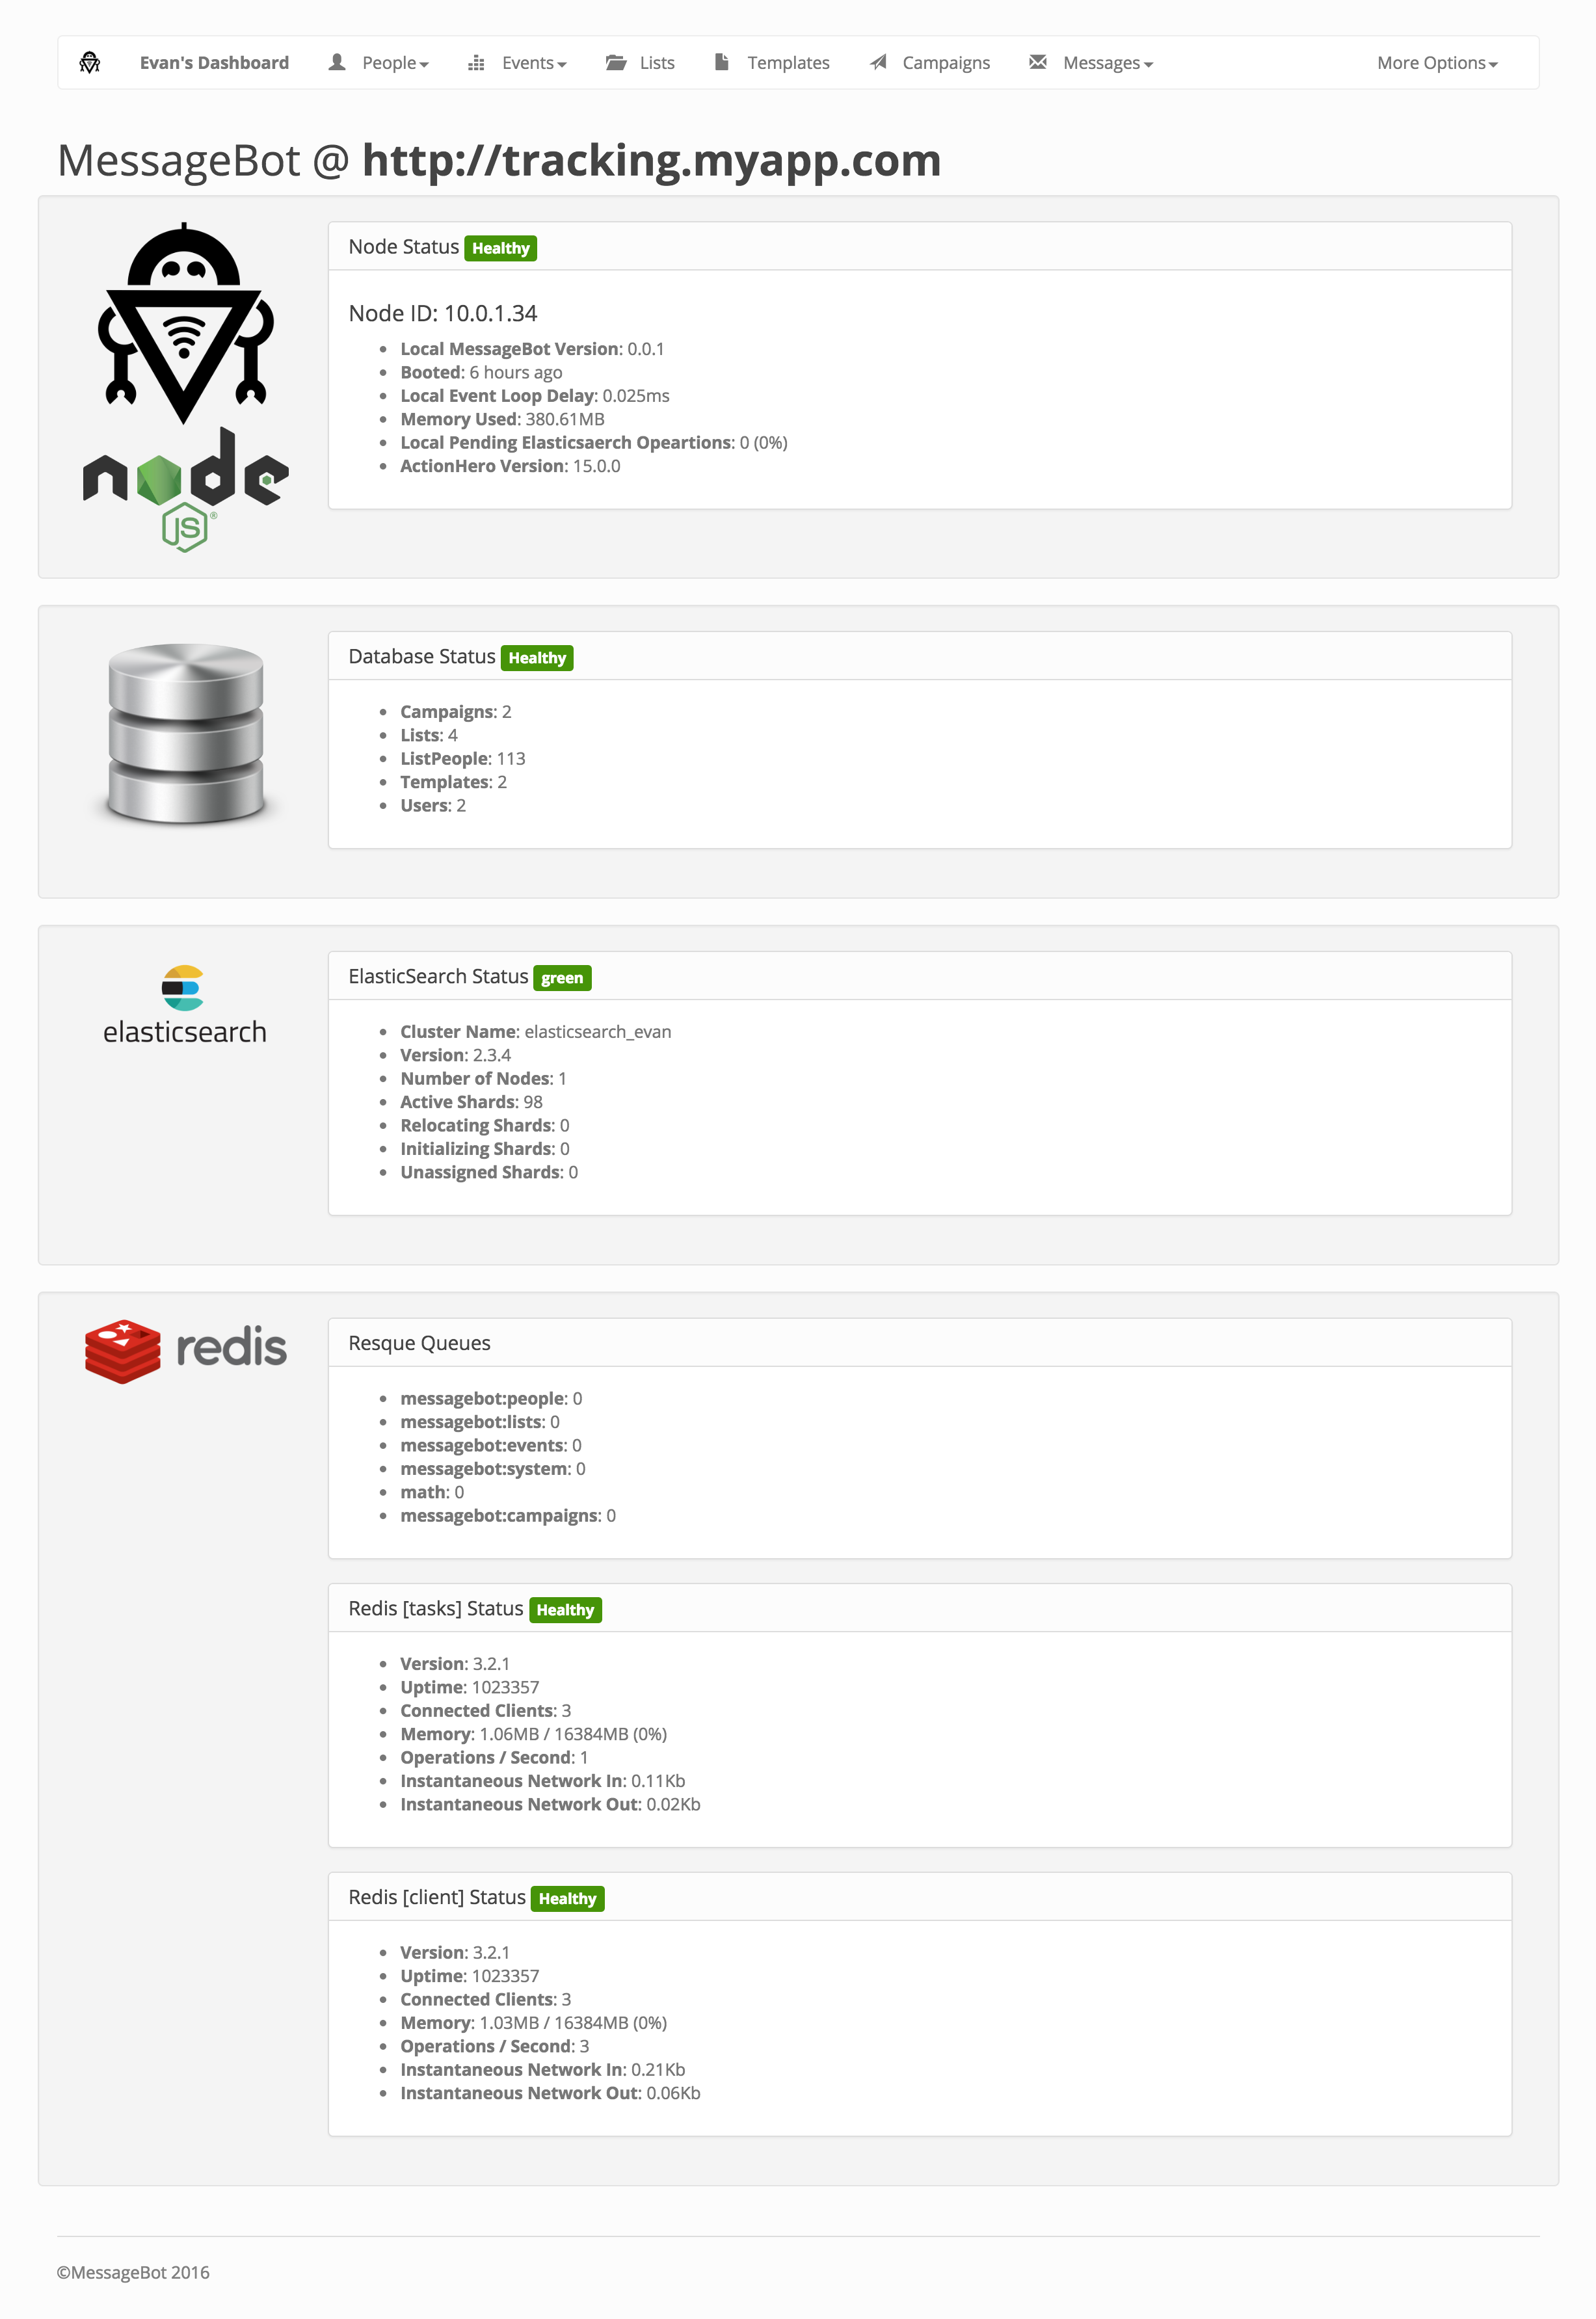 Evan's Dashboard People Events Lists Templates Campaigns Messages More Options
MessageBot @ http://tracking.myapp.com
node
JS®
Node Status Healthy
Node ID: 10.0.1.34
Local MessageBot Version: 0.0.1
Booted: 6 hours ago
Local Event Loop Delay: 0.025ms
Memory Used: 380.61MB
Local Pending Elasticsaerch Opeartions: 0 (0%)
ActionHero Version: 15.0.0
Database Status Healthy
Campaigns: 2
Lists: 4
ListPeople: 113
Templates: 2
Users: 2
elasticsearch
ElasticSearch Status green
Cluster Name: elasticsearch_evan
Version: 2.3.4
Number of Nodes: 1
Active Shards: 98
Relocating Shards: 0
Initializing Shards: 0
Unassigned Shards: 0
redis
Resque Queues
messagebot:people: 0
messagebot:lists: 0
messagebot:events: 0
messagebot:system: 0
math: 0
messagebot:campaigns: 0
Redis [tasks] Status Healthy
Version: 3.2.1
Uptime: 1023357
Connected Clients: 3
Memory: 1.06MB / 16384MB (0%)
Operations / Second: 1
Instantaneous Network In: 0.11Kb
Instantaneous Network Out: 0.02Kb
Redis [client] Status Healthy
Version: 3.2.1
Uptime: 1023357
Connected Clients: 3
Memory: 1.03MB / 16384MB (0%)
Operations / Second: 3
Instantaneous Network In: 0.21Kb
Instantaneous Network Out: 0.06Kb
©MessageBot 2016